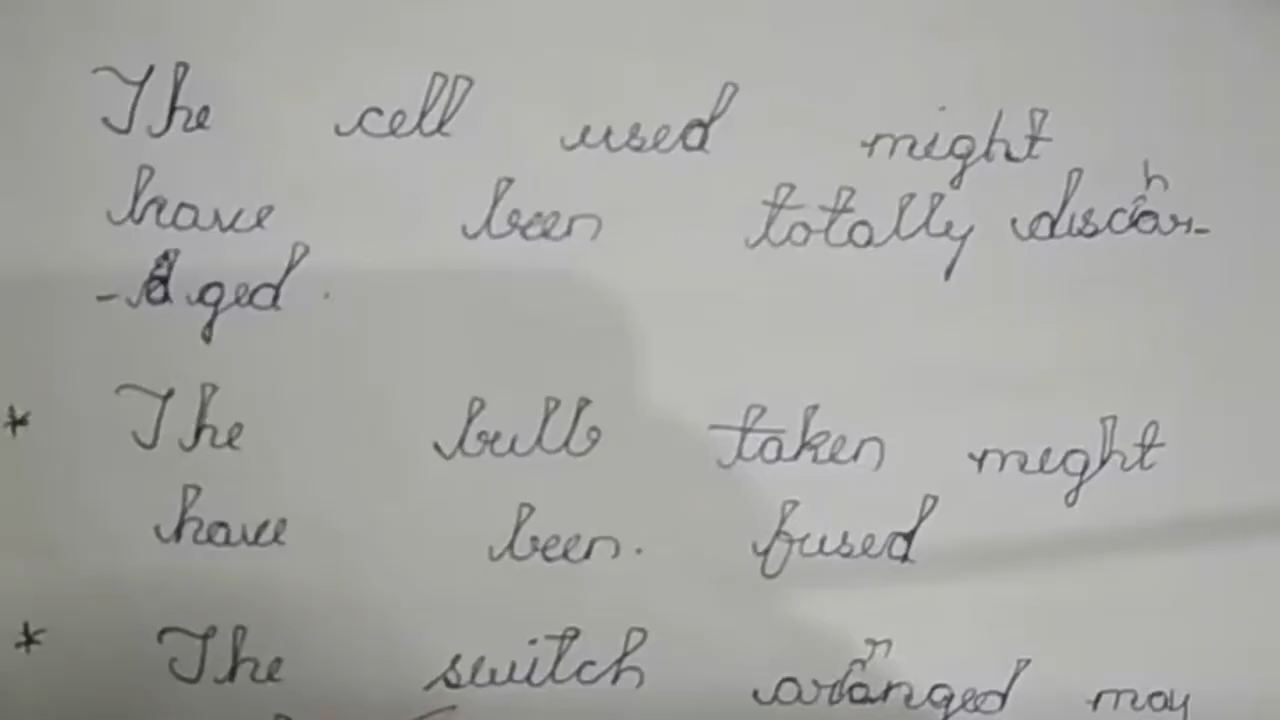 The cell used might
have been totally dischar-
-ged.
* The bulb taken might
have been. fused
* The switch arranged may